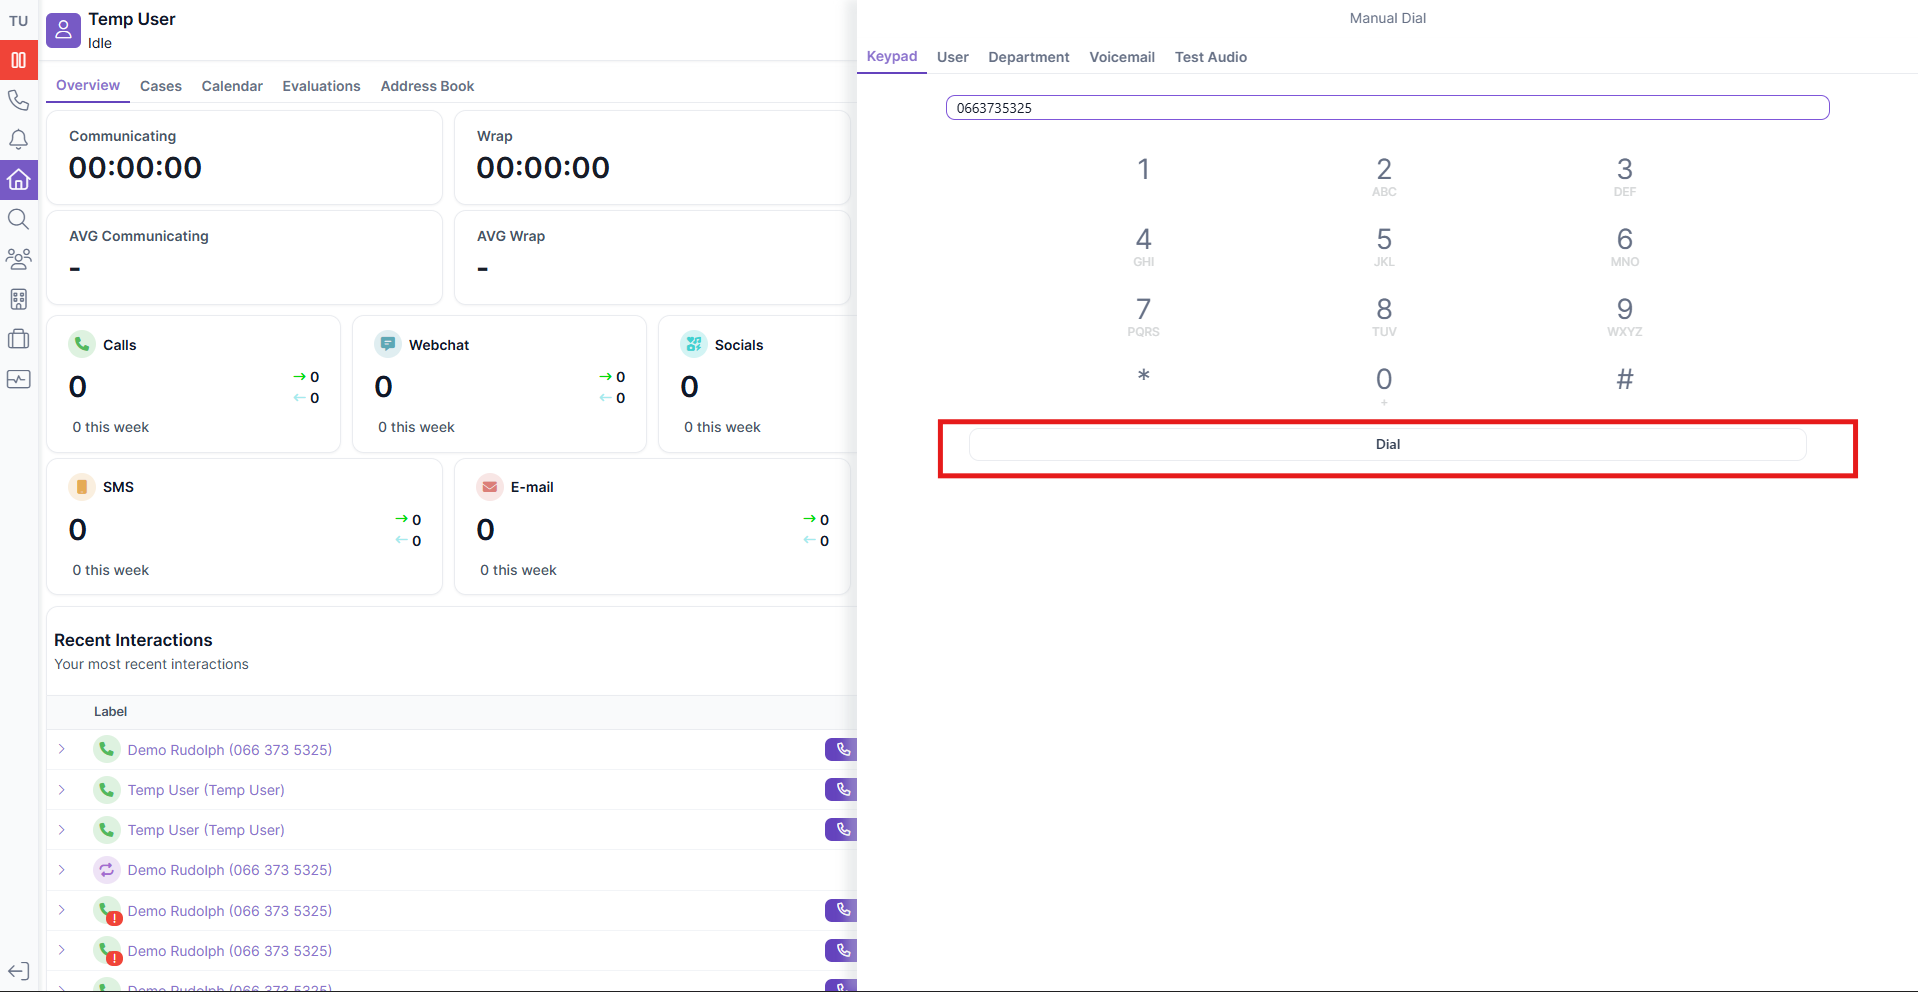 TU
Temp User
Idle
Overview Cases Calendar Evaluations Address Book
Communicating
00:00:00
Wrap
00:00:00
AVG Communicating
-
AVG Wrap
-
Calls
0
0
0
0 this week
Webchat
0
0
0
0 this week
Socials
0
0 this week
SMS
0
0
0
0 this week
E-mail
0
0
0
0 this week
Recent Interactions
Your most recent interactions
Label
Demo Rudolph (066 373 5325)
Temp User (Temp User)
Temp User (Temp User)
Demo Rudolph (066 373 5325)
Demo Rudolph (066 373 5325)
Demo Rudolph (066 373 5325)
Demo Rudolph (066 373 5325)
Manual Dial
Keypad User Department Voicemail Test Audio
0663735325
1 2 3
ABC DEF
4 5 6
GHI JKL MNO
7 8 9
PQRS TUV WXYZ
* 0 #
+
Dial